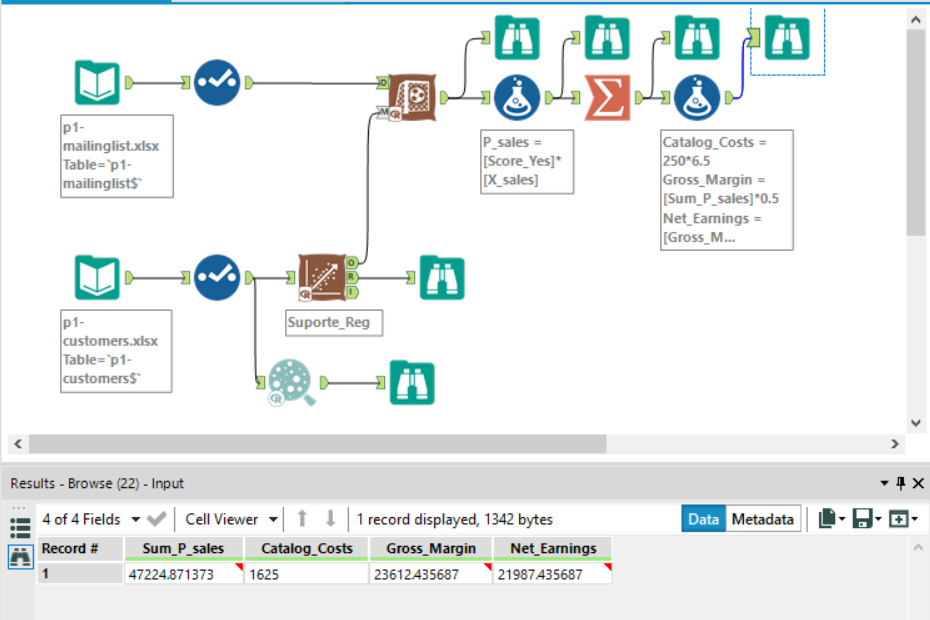 D
M
R
p1-
mailinglist.xlsx
Table=`p1-
mailinglist$`
P_sales =
[Score_Yes]*
[X_sales]
Σ
Catalog_Costs =
250*6.5
Gross_Margin =
[Sum_P_sales]*0.5
Net_Earnings =
[Gross_M...
p1-
customers.xlsx
Table=`p1-
customers$`
O
R
I
R
Suporte_Reg
R
Results - Browse (22) - Input
4 of 4 Fields Cell Viewer 1 record displayed, 1342 bytes Data Metadata
Record # Sum_P_sales Catalog_Costs Gross_Margin Net_Earnings
1 47224.871373 1625 23612.435687 21987.435687